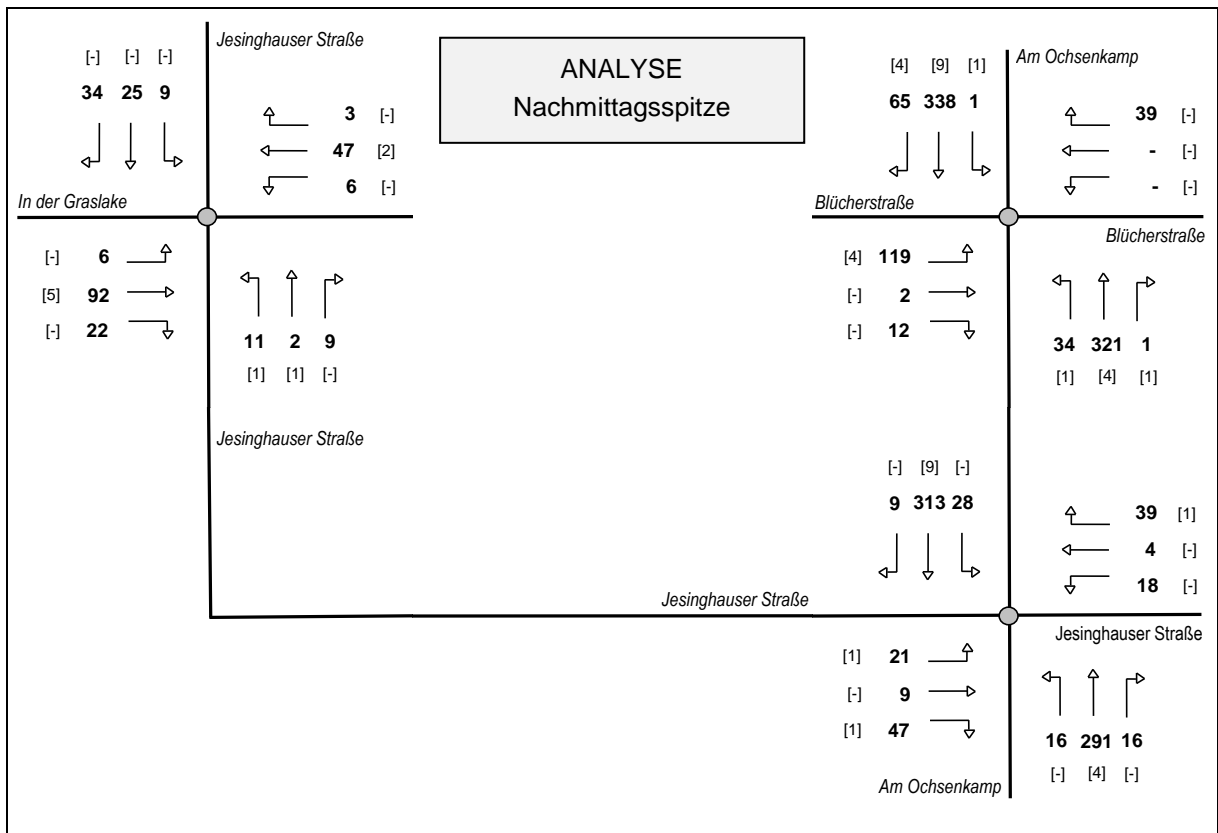 ANALYSE
Nachmittagsspitze
Jesinghauser Straße
[-] [-] [-]
34 25 9
3 [-]
47 [2]
6 [-]
In der Graslake
[-] 6
[5] 92
[-] 22
11 2 9
[1] [1] [-]
Jesinghauser Straße
Am Ochsenkamp
[4] [9] [1]
65 338 1
39 [-]
- [-]
- [-]
Blücherstraße
Blücherstraße
[4] 119
[-] 2
[-] 12
34 321 1
[1] [4] [1]
[-] [9] [-]
9 313 28
39 [1]
4 [-]
18 [-]
Jesinghauser Straße
Jesinghauser Straße
[1] 21
[-] 9
[1] 47
16 291 16
[-] [4] [-]
Am Ochsenkamp